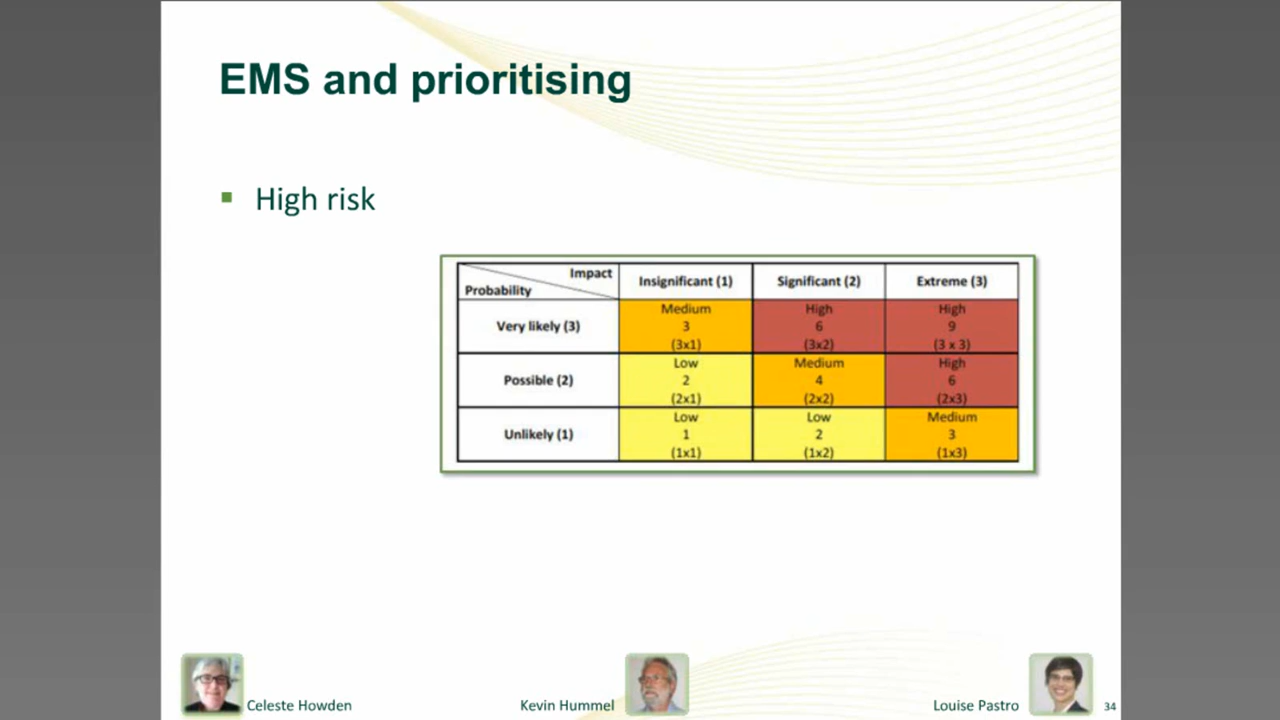 EMS and prioritising
▪ High risk
Impact
Probability
Insignificant (1)
Significant (2)
Extreme (3)
Very likely (3)
Medium
3
(3x1)
High
6
(3x2)
High
9
(3 x 3)
Possible (2)
Low
2
(2x1)
Medium
4
(2x2)
High
6
(2x3)
Unlikely (1)
Low
1
(1x1)
Low
2
(1x2)
Medium
3
(1x3)
Celeste Howden
Kevin Hummel
Louise Pastro
34